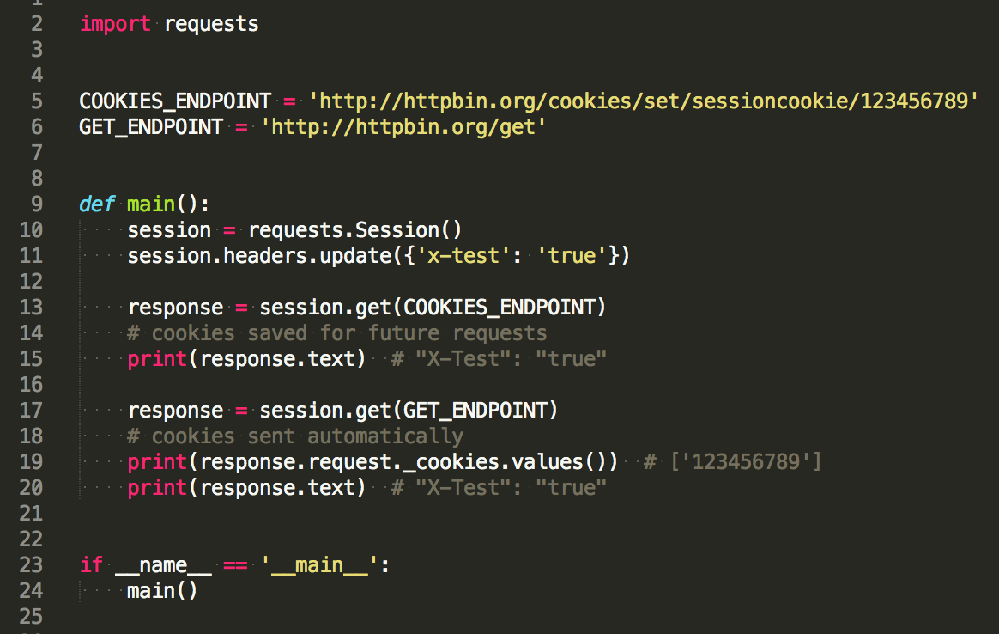 1
2 import requests
3
4
5 COOKIES_ENDPOINT = 'http://httpbin.org/cookies/set/sessioncookie/123456789'
6 GET_ENDPOINT = 'http://httpbin.org/get'
7
8
9 def main():
10     session = requests.Session()
11     session.headers.update({'x-test': 'true'})
12
13     response = session.get(COOKIES_ENDPOINT)
14     # cookies saved for future requests
15     print(response.text)  # "X-Test": "true"
16
17     response = session.get(GET_ENDPOINT)
18     # cookies sent automatically
19     print(response.request._cookies.values())  # ['123456789']
20     print(response.text)  # "X-Test": "true"
21
22
23 if __name__ == '__main__':
24     main()
25